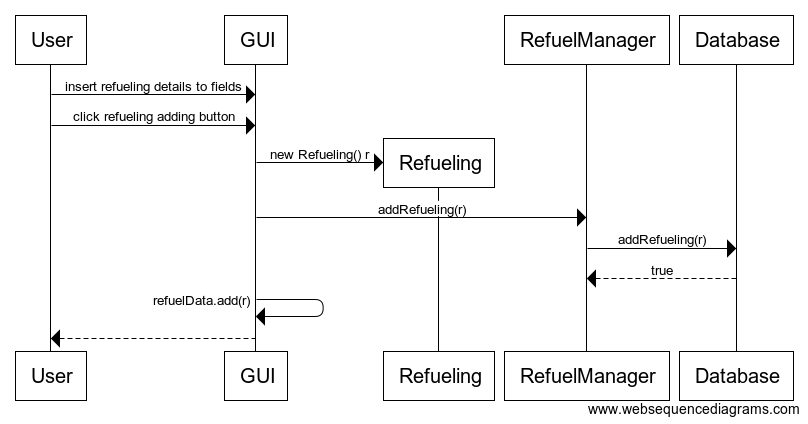 User
GUI
RefuelManager
Database
insert refueling details to fields
click refueling adding button
new Refueling() r
Refueling
addRefueling(r)
addRefueling(r)
true
refuelData.add(r)
User
GUI
Refueling
RefuelManager
Database
www.websequencediagrams.com